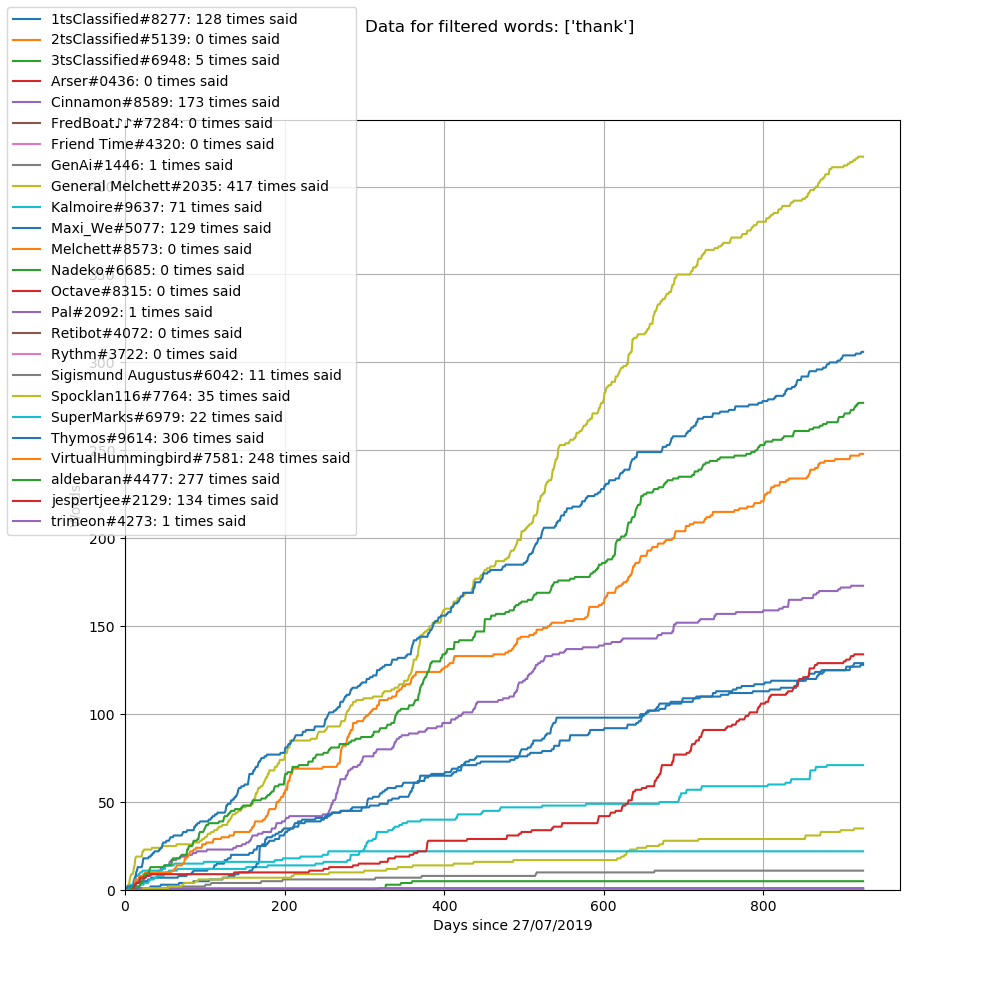 Data for filtered words: ['thank']
1tsClassified#8277: 128 times said
2tsClassified#5139: 0 times said
3tsClassified#6948: 5 times said
Arser#0436: 0 times said
Cinnamon#8589: 173 times said
FredBoat♪♪#7284: 0 times said
Friend Time#4320: 0 times said
GenAi#1446: 1 times said
General Melchett#2035: 417 times said
Kalmoire#9637: 71 times said
Maxi_We#5077: 129 times said
Melchett#8573: 0 times said
Nadeko#6685: 0 times said
Octave#8315: 0 times said
Pal#2092: 1 times said
Retibot#4072: 0 times said
Rythm#3722: 0 times said
Sigismund Augustus#6042: 11 times said
Spocklan116#7764: 35 times said
SuperMarks#6979: 22 times said
Thymos#9614: 306 times said
VirtualHummingbird#7581: 248 times said
aldebaran#4477: 277 times said
jespertjee#2129: 134 times said
trimeon#4273: 1 times said
400
350
300
250
200
150
100
50
0
0 200 400 600 800
Days since 27/07/2019